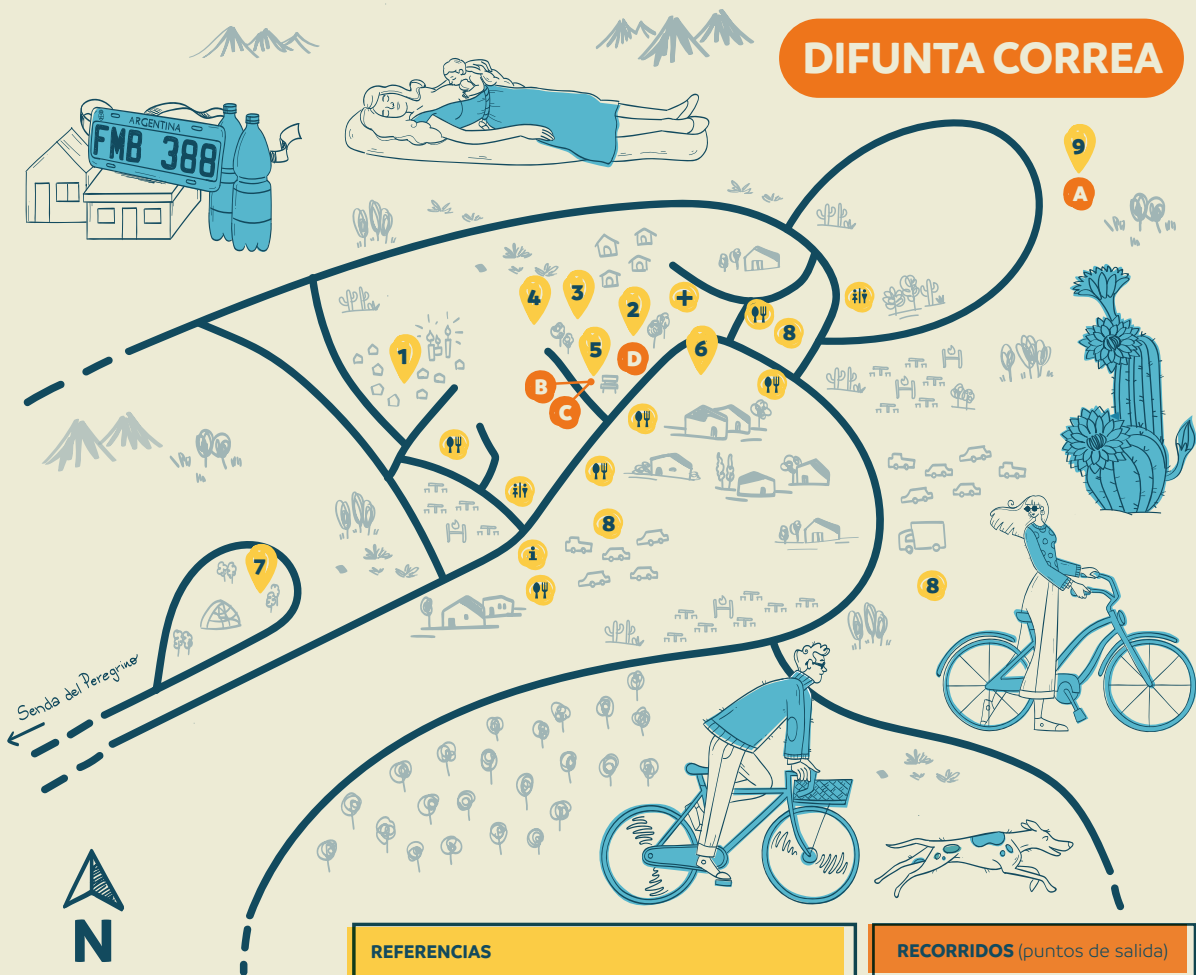 DIFUNTA CORREA
ARGENTINA
FMB 388
9
A
4
3
2
+
8
1
5
D
6
B
C
8
i
7
8
Senda del Peregrino
N
REFERENCIAS
RECORRIDOS (puntos de salida)